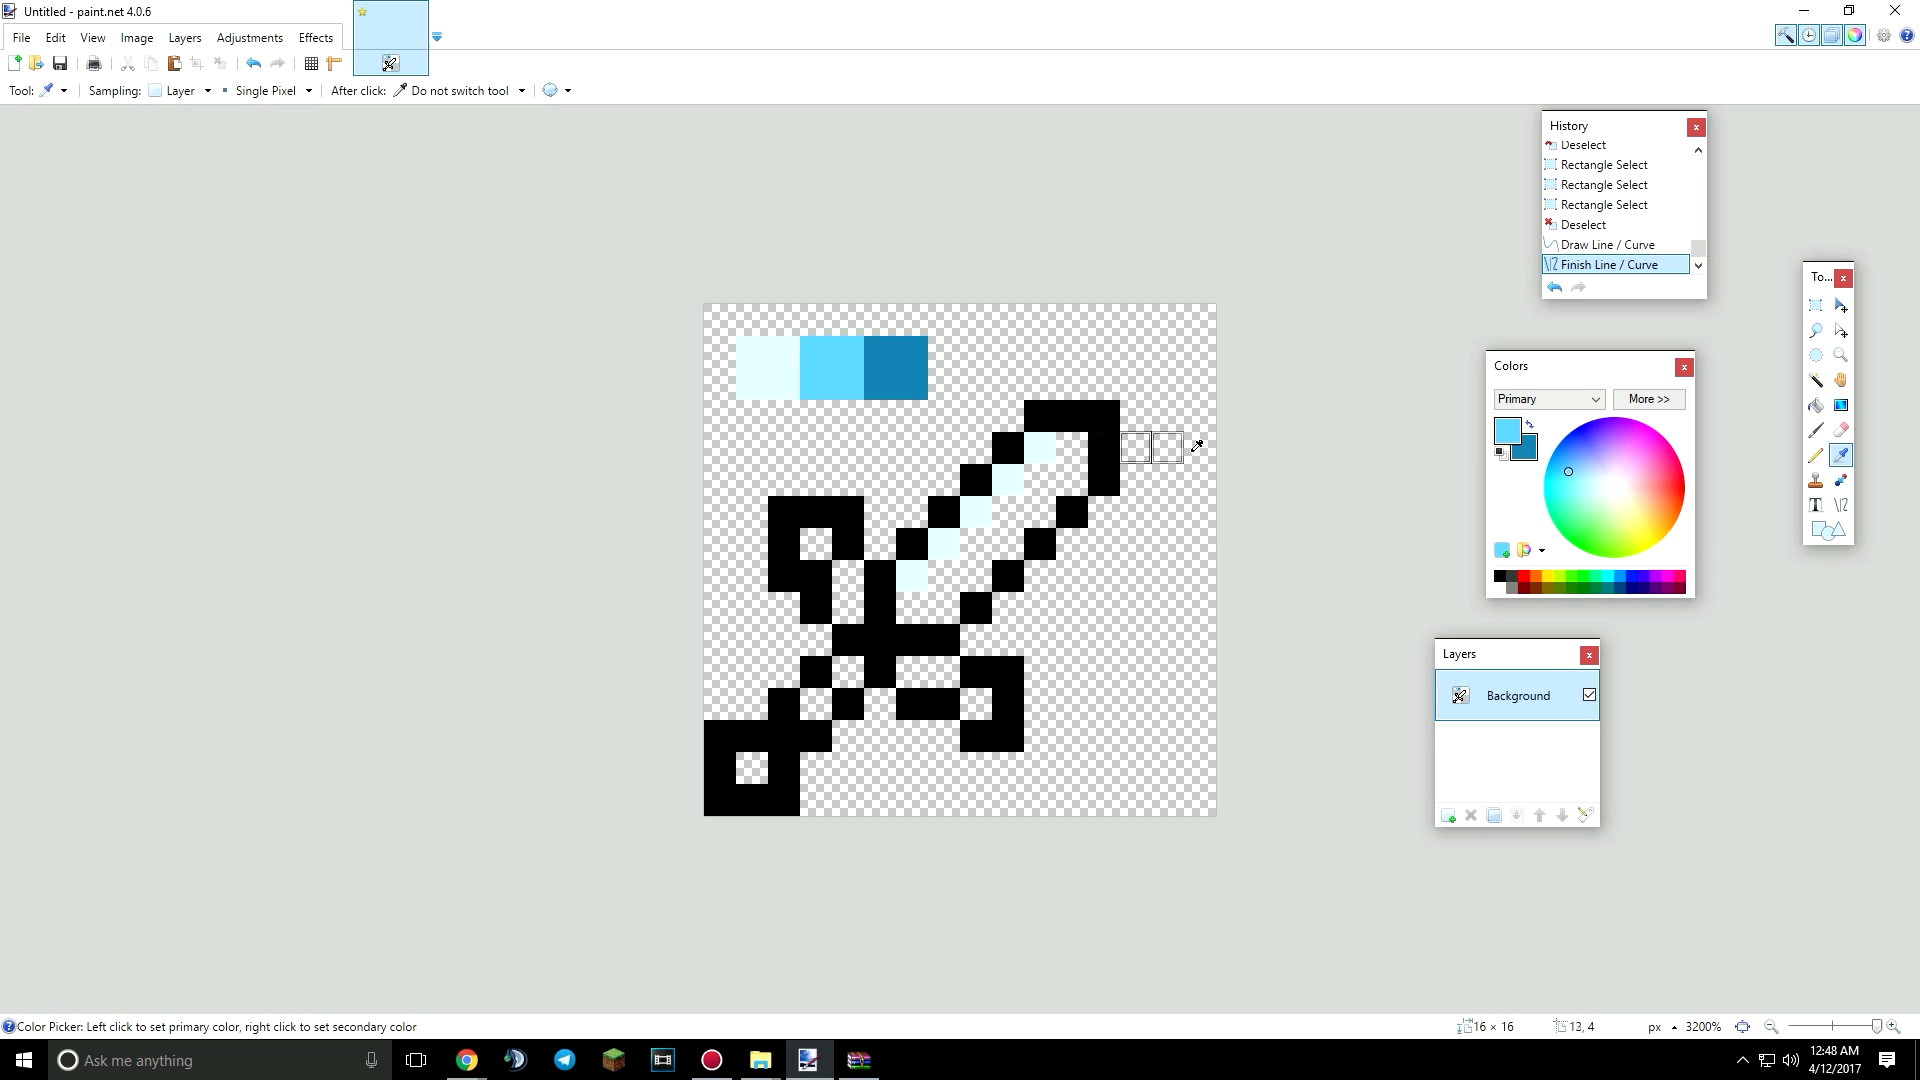 Untitled - paint.net 4.0.6
File Edit View Image Layers Adjustments Effects
Tool: Sampling: Layer Single Pixel After click: Do not switch tool
History
Deselect
Rectangle Select
Rectangle Select
Rectangle Select
Deselect
Draw Line / Curve
Finish Line / Curve
To...
Colors
Primary More >>
Layers
Background
Color Picker: Left click to set primary color, right click to set secondary color
16 × 16 12, 4 px 3200%
Ask me anything
12:48 AM
4/12/2017